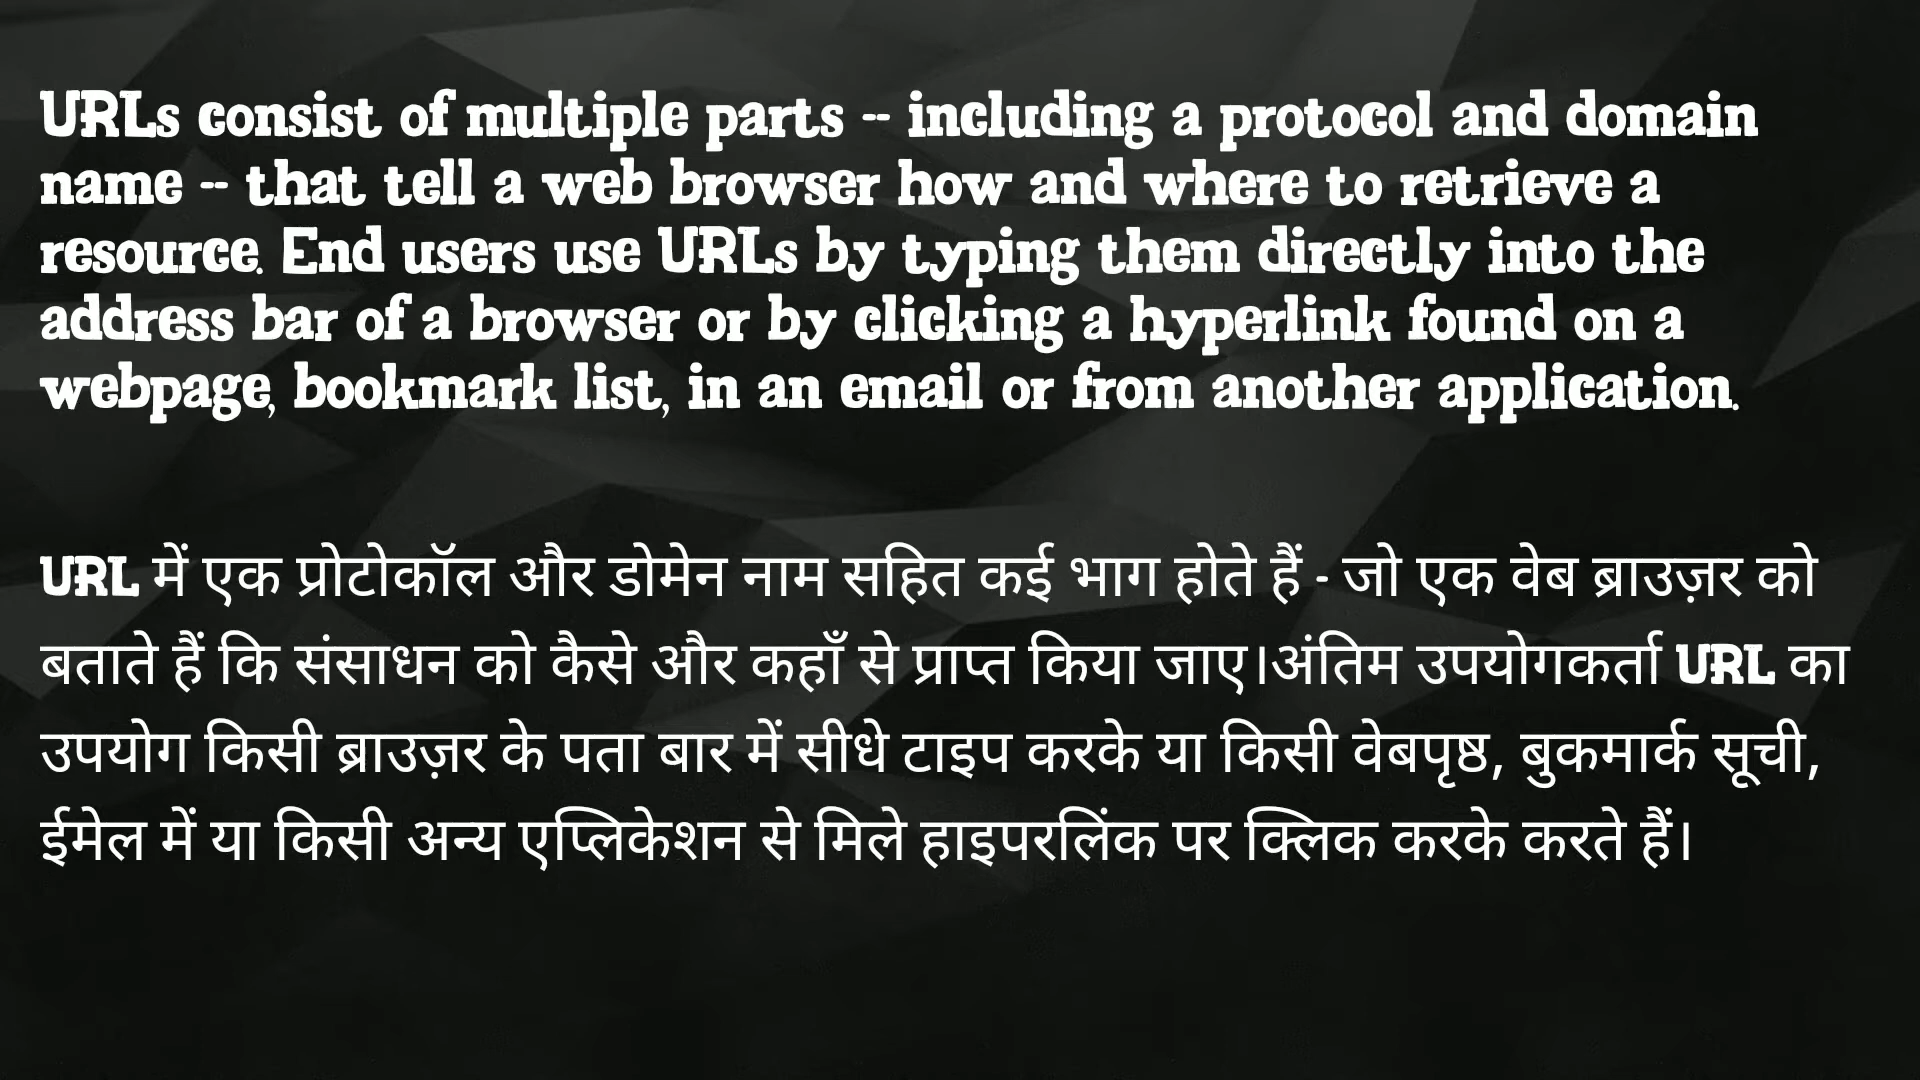 URLs consist of multiple parts -- including a protocol and domain
name -- that tell a web browser how and where to retrieve a
resource. End users use URLs by typing them directly into the
address bar of a browser or by clicking a hyperlink found on a
webpage, bookmark list, in an email or from another application.
URL में एक प्रोटोकॉल और डोमेन नाम सहित कई भाग होते हैं - जो एक वेब ब्राउज़र को
बताते हैं कि संसाधन को कैसे और कहाँ से प्राप्त किया जाए।अंतिम उपयोगकर्ता URL का
उपयोग किसी ब्राउज़र के पता बार में सीधे टाइप करके या किसी वेबपृष्ठ, बुकमार्क सूची,
ईमेल में या किसी अन्य एप्लिकेशन से मिले हाइपरलिंक पर क्लिक करके करते हैं।